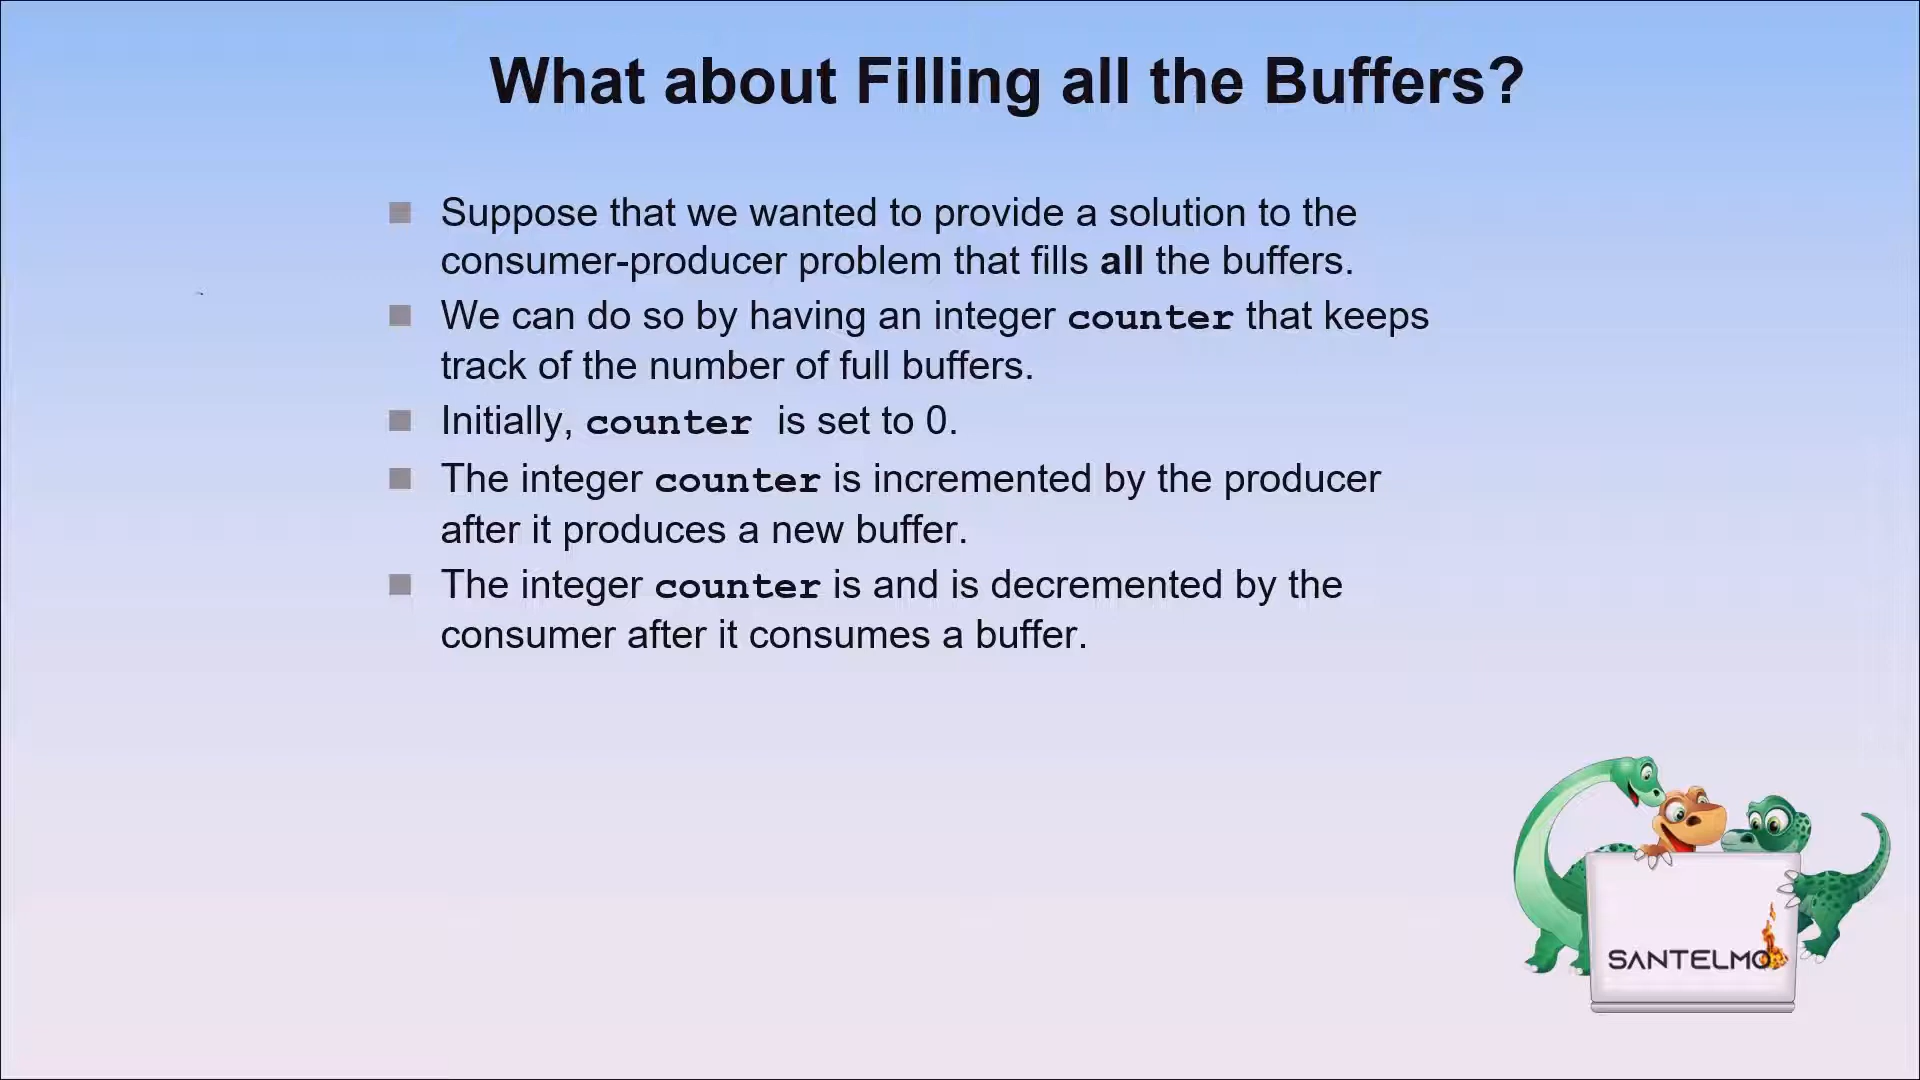 What about Filling all the Buffers?
Suppose that we wanted to provide a solution to the
consumer-producer problem that fills all the buffers.
We can do so by having an integer counter that keeps
track of the number of full buffers.
Initially, counter is set to 0.
The integer counter is incremented by the producer
after it produces a new buffer.
The integer counter is and is decremented by the
consumer after it consumes a buffer.
SANTELMO